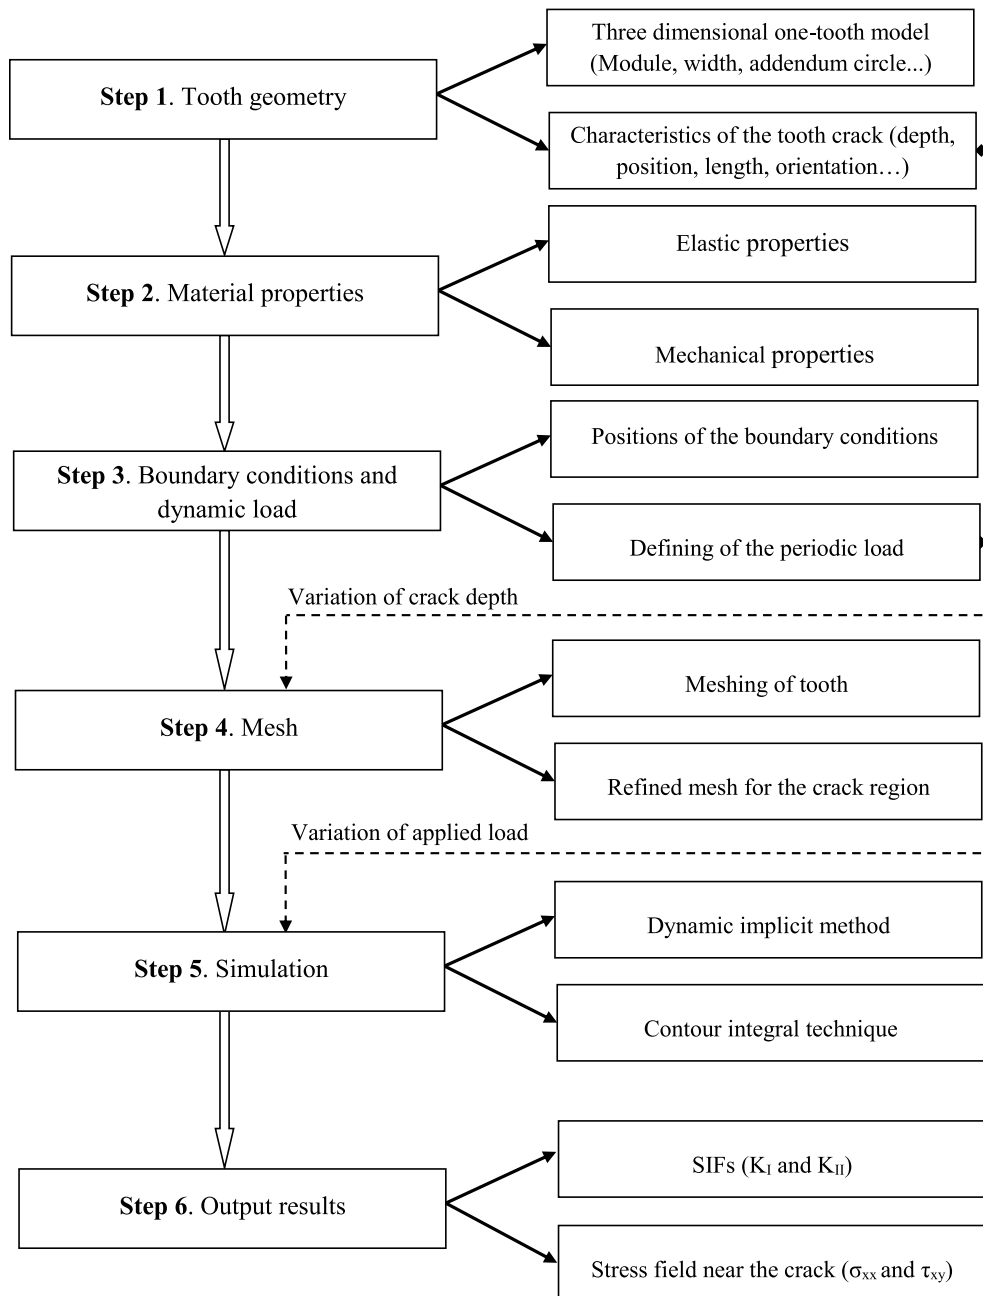 Three dimensional one-tooth model
(Module, width, addendum circle...)
Step 1. Tooth geometry
Characteristics of the tooth crack (depth,
position, length, orientation…)
Elastic properties
Step 2. Material properties
Mechanical properties
Positions of the boundary conditions
Step 3. Boundary conditions and
dynamic load
Defining of the periodic load
Variation of crack depth
Meshing of tooth
Step 4. Mesh
Refined mesh for the crack region
Variation of applied load
Dynamic implicit method
Step 5. Simulation
Contour integral technique
SIFs (K_I and K_II)
Step 6. Output results
Stress field near the crack (σ_xx and τ_xy)